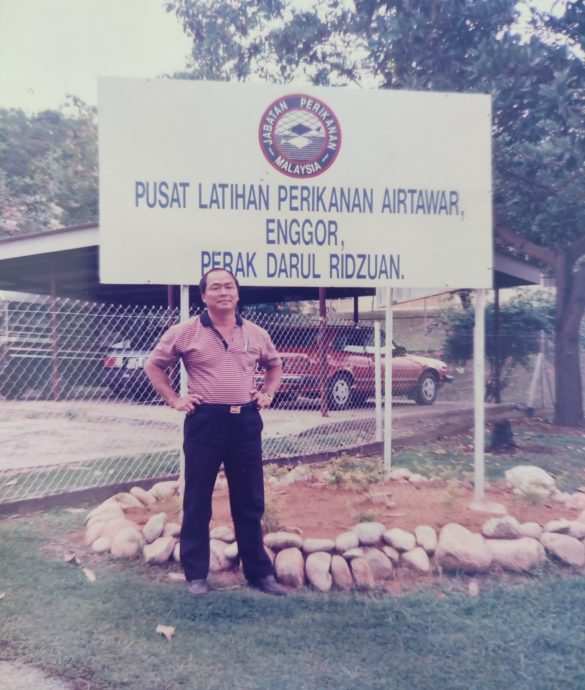 JABATAN PERIKANAN
MALAYSIA
PUSAT LATIHAN PERIKANAN AIRTAWAR,
ENGGOR,
PERAK DARUL RIDZUAN.